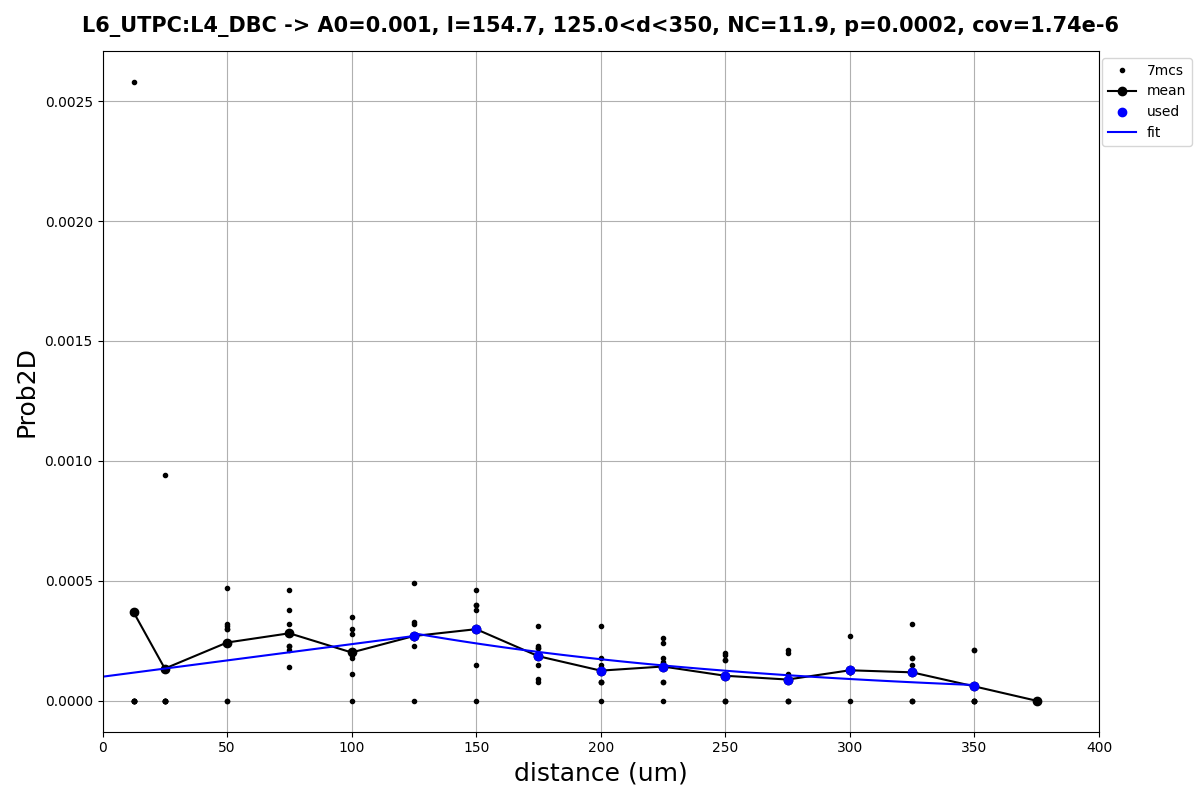 L6_UTPC:L4_DBC -> A0=0.001, l=154.7, 125.0<d<350, NC=11.9, p=0.0002, cov=1.74e-6
7mcs
mean
used
fit
Prob2D
0.0025
0.0020
0.0015
0.0010
0.0005
0.0000
0 50 100 150 200 250 300 350 400
distance (um)